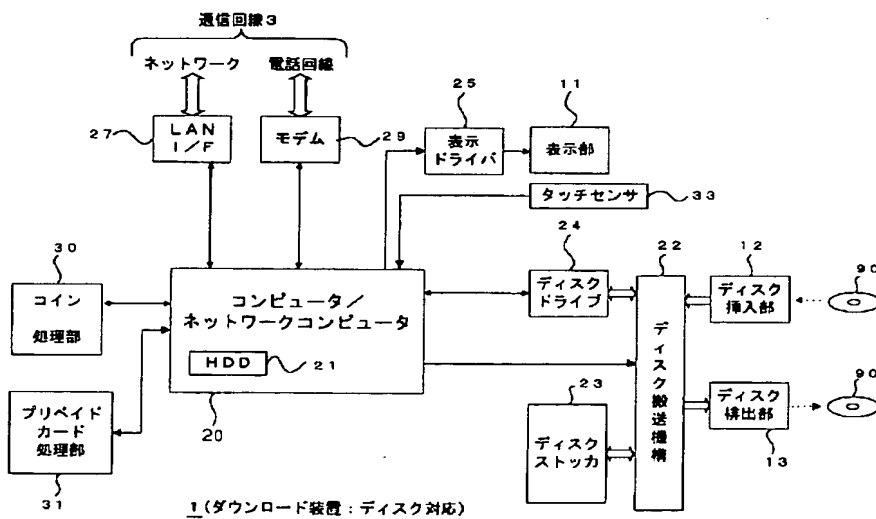 通信回線3
ネットワーク
電話回線
27
LAN
I/F
モデム
29
25
表示
ドライバ
11
表示部
タッチセンサ
33
30
コイン
処理部
コンピュータ/
ネットワークコンピュータ
HDD
21
20
24
ディスク
ドライブ
22
ディスク搬送機構
12
ディスク
挿入部
90
プリペイド
カード
処理部
31
23
ディスク
ストッカ
ディスク
排出部
13
90
1(ダウンロード装置:ディスク対応)